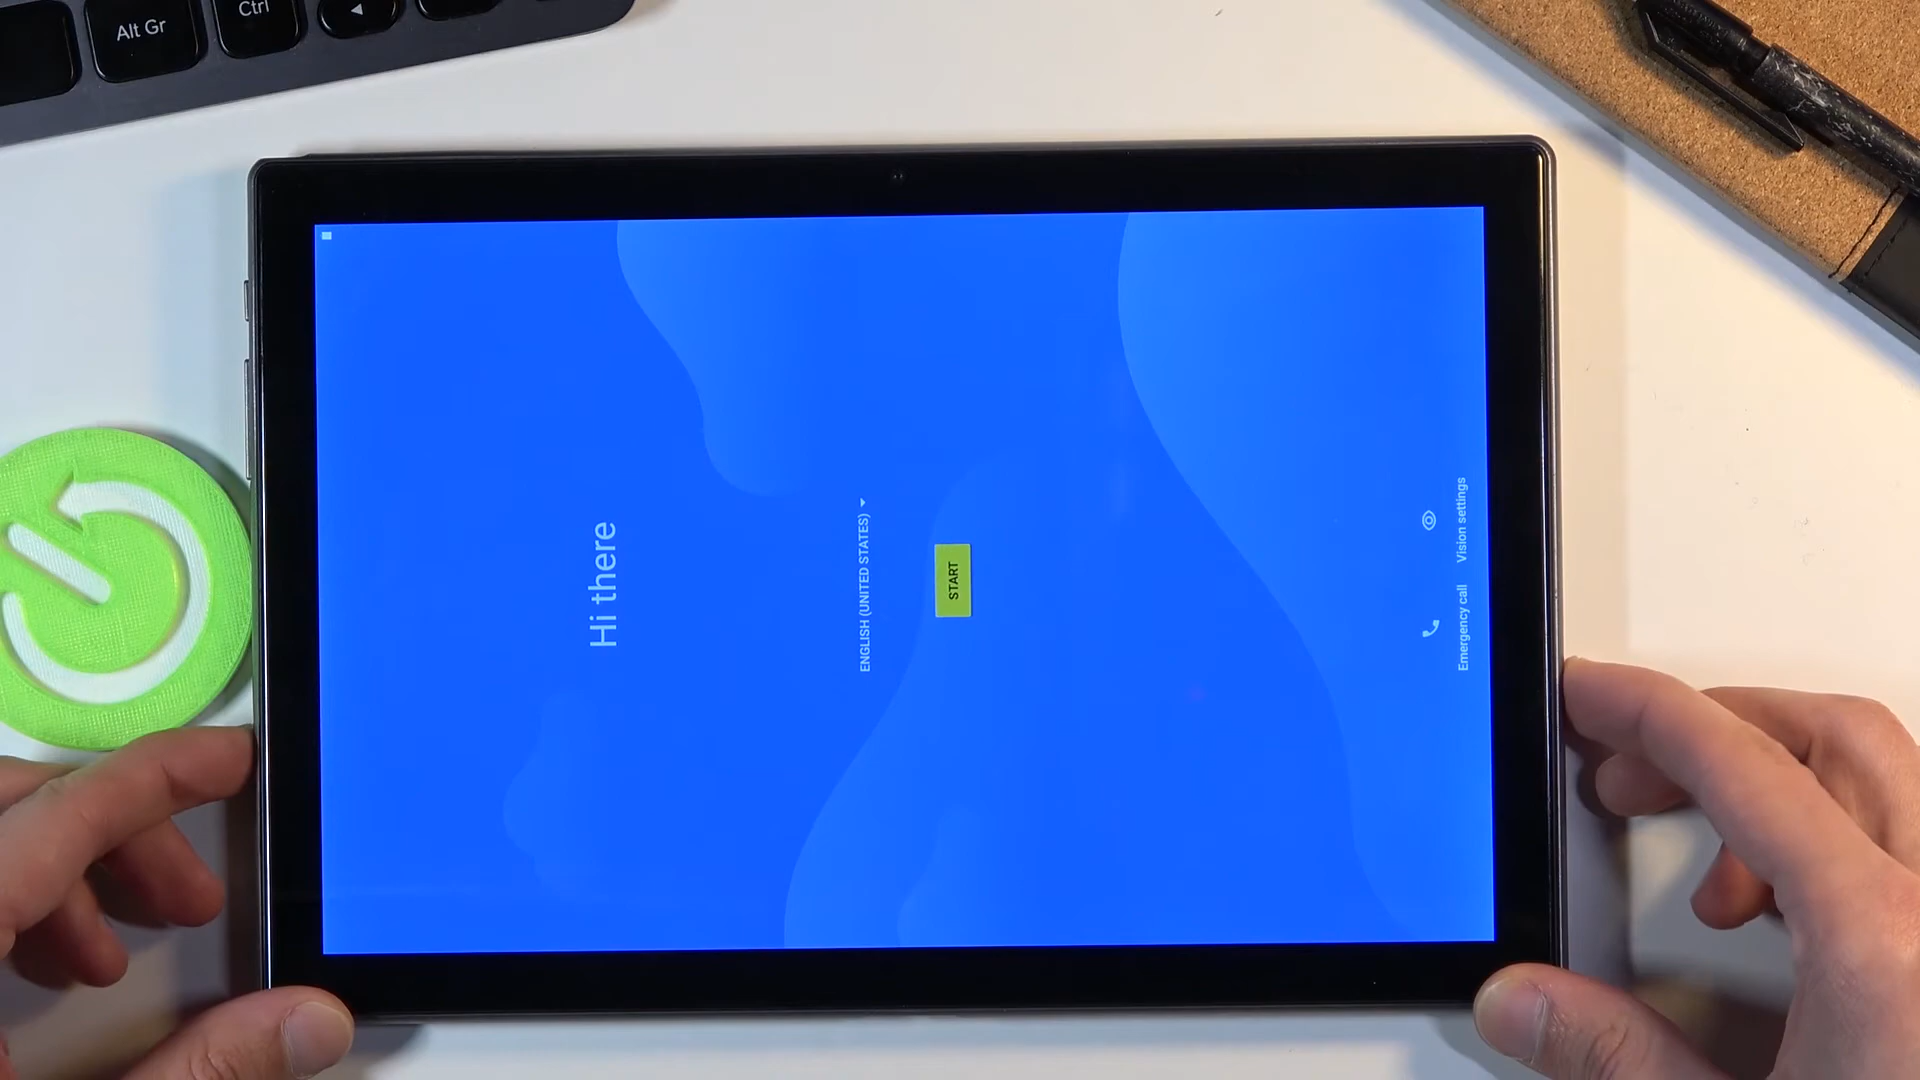 Alt Gr
Ctrl
Hi there
ENGLISH (UNITED STATES)
START
Emergency call
Vision settings